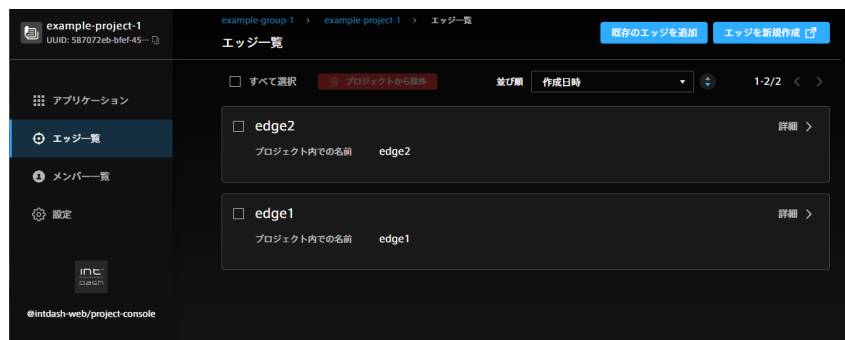 example-project-1
UUID: 587072eb-bfef-45…
アプリケーション
エッジ一覧
メンバー一覧
設定
int
dash
@intdash-web/project-console
example-group-1 › example-project-1 › エッジ一覧
エッジ一覧
既存のエッジを追加 エッジを新規作成
すべて選択 プロジェクトから除外 並び順 作成日時 1-2/2
edge2 詳細
プロジェクト内での名前 edge2
edge1 詳細
プロジェクト内での名前 edge1